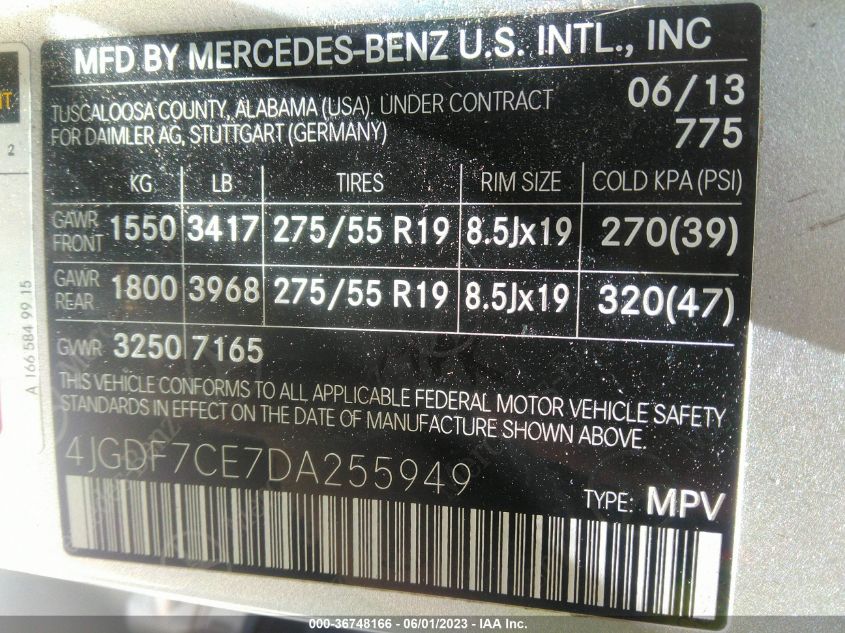 MFD BY MERCEDES-BENZ U.S. INTL., INC
TUSCALOOSA COUNTY, ALABAMA (USA). UNDER CONTRACT
FOR DAIMLER AG, STUTTGART (GERMANY)
06/13
775
KG LB TIRES RIM SIZE COLD KPA (PSI)
GAWR FRONT 1550 3417 275/55 R19 8.5Jx19 270(39)
GAWR REAR 1800 3968 275/55 R19 8.5Jx19 320(47)
GVWR 3250 7165
THIS VEHICLE CONFORMS TO ALL APPLICABLE FEDERAL MOTOR VEHICLE SAFETY
STANDARDS IN EFFECT ON THE DATE OF MANUFACTURE SHOWN ABOVE.
4JGDF7CE7DA255949
TYPE: MPV
A 166 584 99 15
2
000-36748166 - 06/01/2023 - IAA Inc.